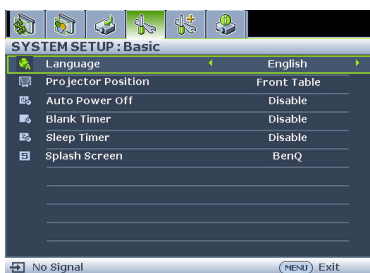 SYSTEM SETUP : Basic
Language English
Projector Position Front Table
Auto Power Off Disable
Blank Timer Disable
Sleep Timer Disable
Splash Screen BenQ
No Signal MENU Exit